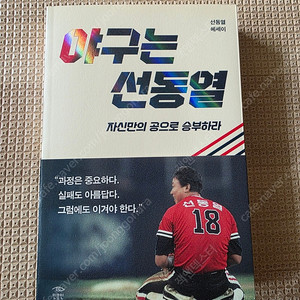 선동열
에세이
야구는
선동열
자신만의 공으로 승부하라
“과정은 중요하다.
실패도 아름답다.
그럼에도 이겨야 한다.”
선동열
18